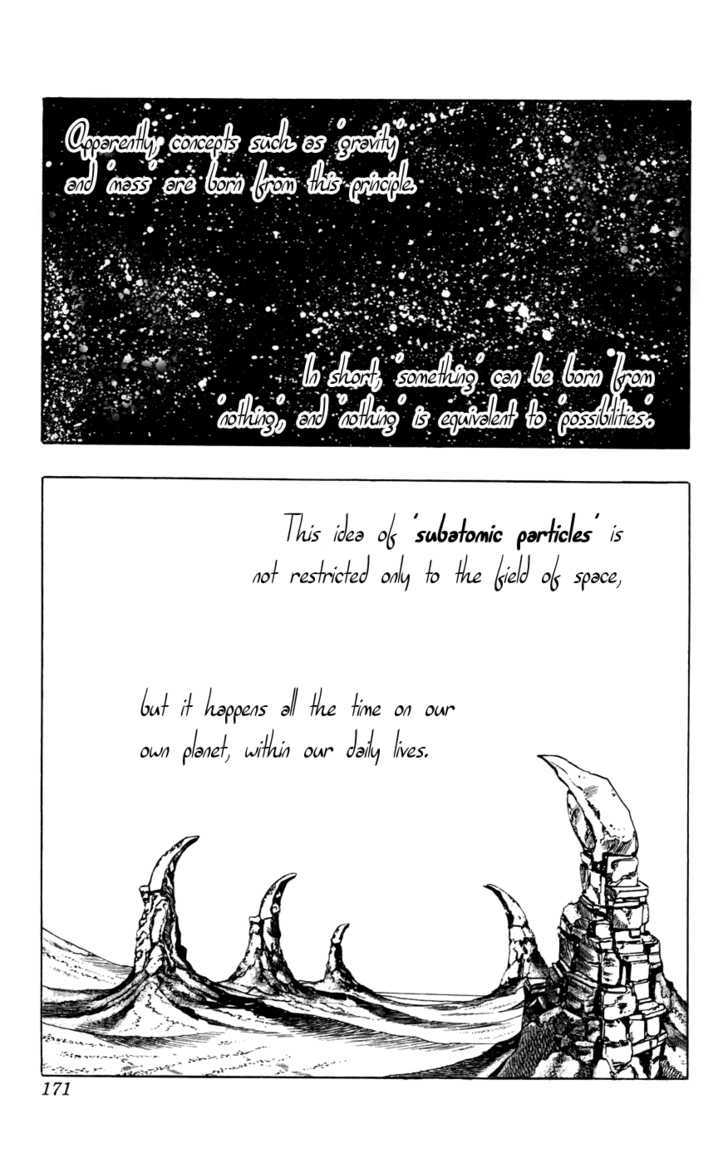 Apparently, concepts such as 'gravity'
and 'mass' are born from this principle.
In short, 'something' can be born from
'nothing', and 'nothing' is equivalent to 'possibilities'.
This idea of 'subatomic particles' is
not restricted only to the field of space,
but it happens all the time on our
own planet, within our daily lives.
171